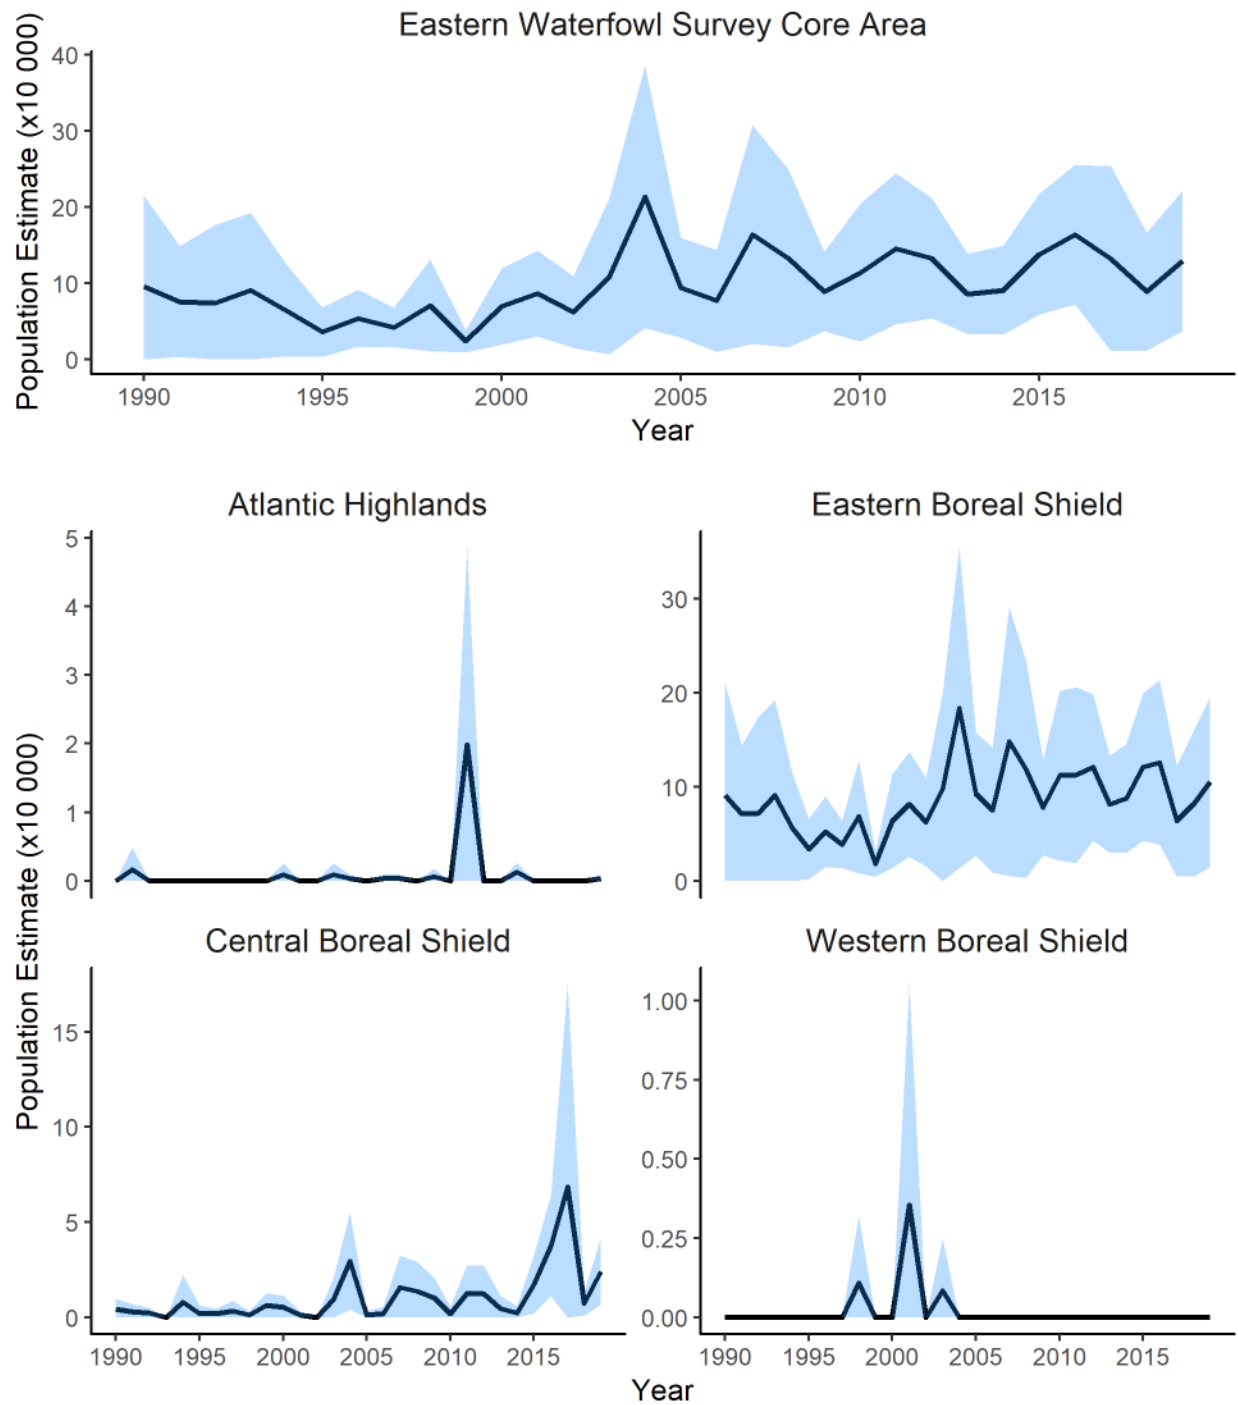 Eastern Waterfowl Survey Core Area
Population Estimate (x10 000)
40
30
20
10
0
1990 1995 2000 2005 2010 2015
Year
Atlantic Highlands
5
4
3
2
1
0
Eastern Boreal Shield
30
20
10
0
Population Estimate (x10 000)
Central Boreal Shield
15
10
5
0
1990 1995 2000 2005 2010 2015
Western Boreal Shield
1.00
0.75
0.50
0.25
0.00
1990 1995 2000 2005 2010 2015
Year